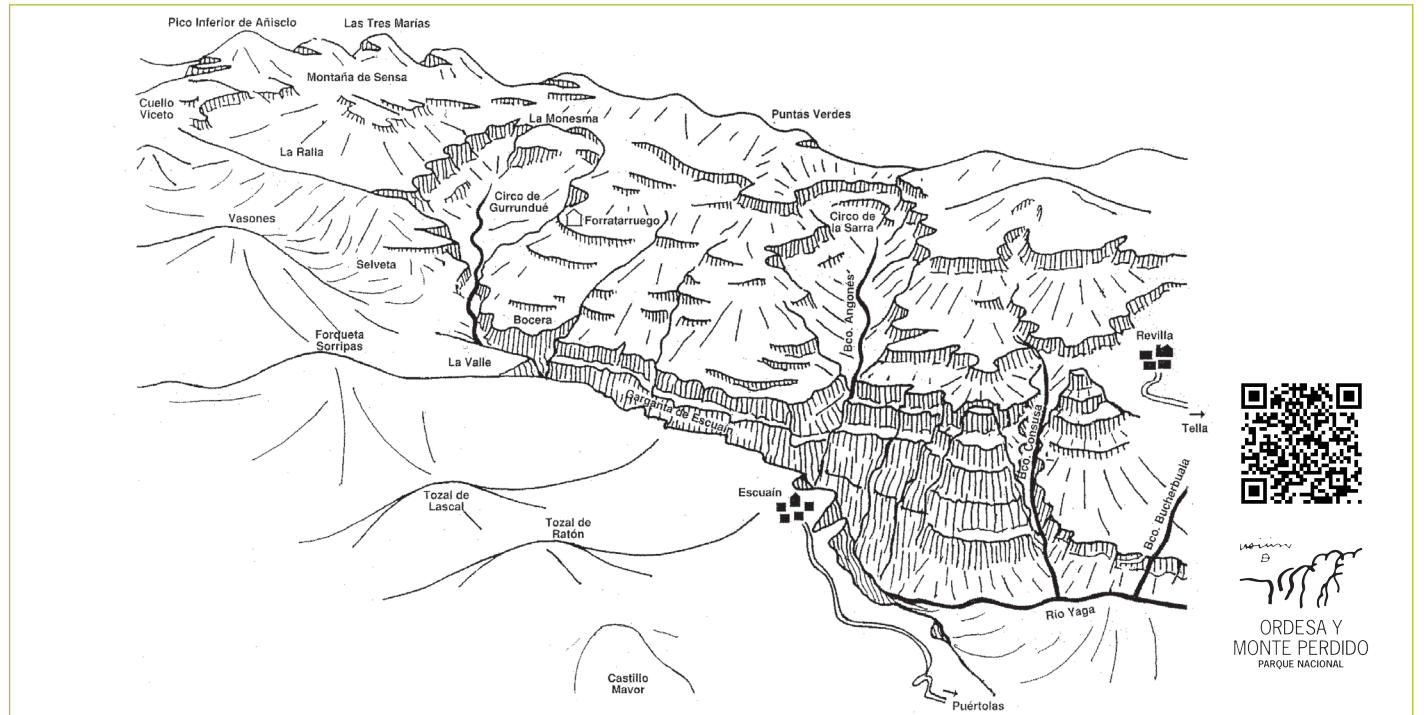 Pico Inferior de Añisclo
Las Tres Marías
Montaña de Sensa
Cuello
Viceto
La Monesma
Puntas Verdes
La Ralla
Circo de
Gurrundué
Vasones
Forratarruego
Circo de
la Sarra
Selveta
Bco. Angonés
Bocera
Forqueta
Sorripas
La Valle
Revilla
Gargarita de Escuaín
Tella
Bco. Consusa
Bco. Bucherbuala
Escuaín
Tozal de
Lascal
Tozal de
Ratón
Río Yaga
Castillo
Mayor
Puértolas
ORDESA Y
MONTE PERDIDO
PARQUE NACIONAL